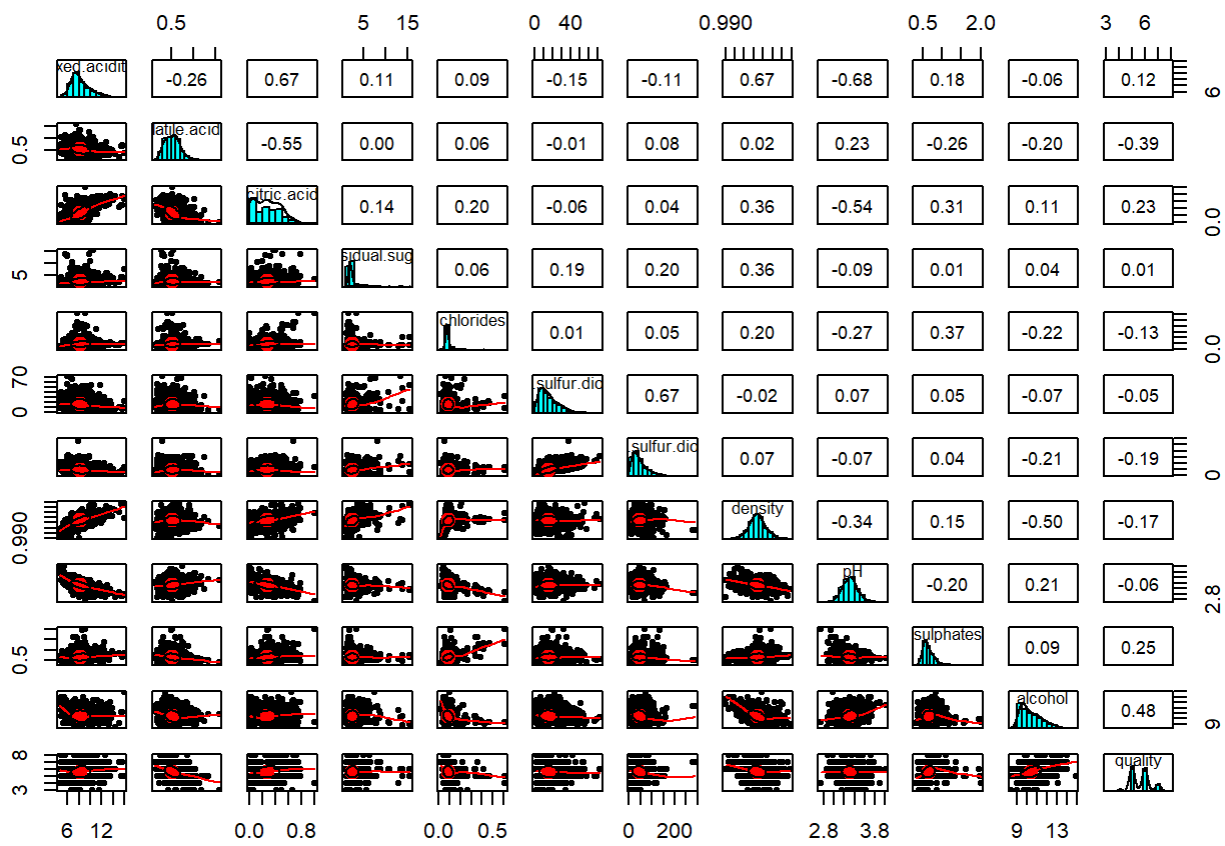 0.5 5 15 0 40 0.990 0.5 2.0 3 6
xed.acidit -0.26 0.67 0.11 0.09 -0.15 -0.11 0.67 -0.68 0.18 -0.06 0.12 6
0.5 latile.acid -0.55 0.00 0.06 -0.01 0.08 0.02 0.23 -0.26 -0.20 -0.39
citric.acid 0.14 0.20 -0.06 0.04 0.36 -0.54 0.31 0.11 0.23 0.0
5 sidual.sug 0.06 0.19 0.20 0.36 -0.09 0.01 0.04 0.01
chlorides 0.01 0.05 0.20 -0.27 0.37 -0.22 -0.13 0.0
0 70 sulfur.dio 0.67 -0.02 0.07 0.05 -0.07 -0.05
sulfur.dio 0.07 -0.07 0.04 -0.21 -0.19 0
0.990 density -0.34 0.15 -0.50 -0.17
pH -0.20 0.21 -0.06 2.8
0.5 sulphates 0.09 0.25
alcohol 0.48 9
3 8 quality
6 12 0.0 0.8 0.0 0.5 0 200 2.8 3.8 9 13